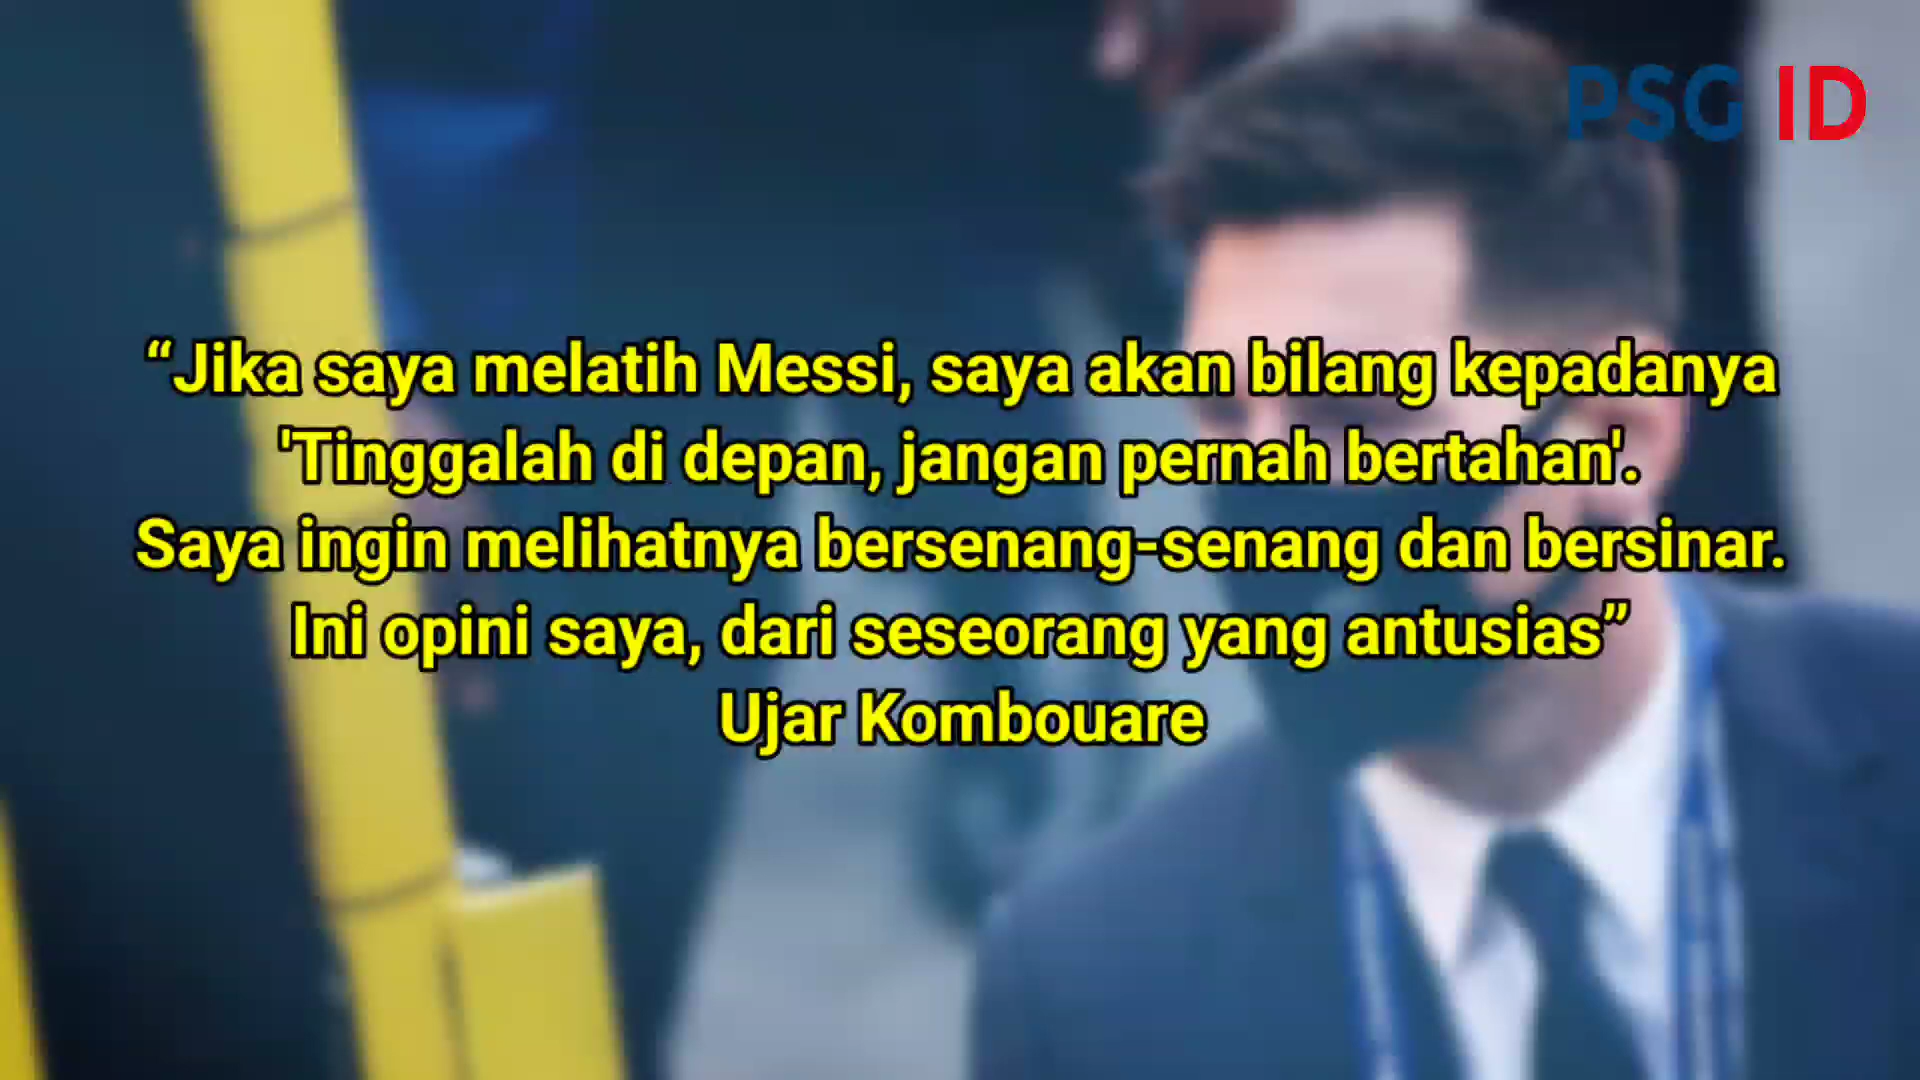 PSG ID
“Jika saya melatih Messi, saya akan bilang kepadanya
'Tinggalah di depan, jangan pernah bertahan'.
Saya ingin melihatnya bersenang-senang dan bersinar.
Ini opini saya, dari seseorang yang antusias”
Ujar Kombouare